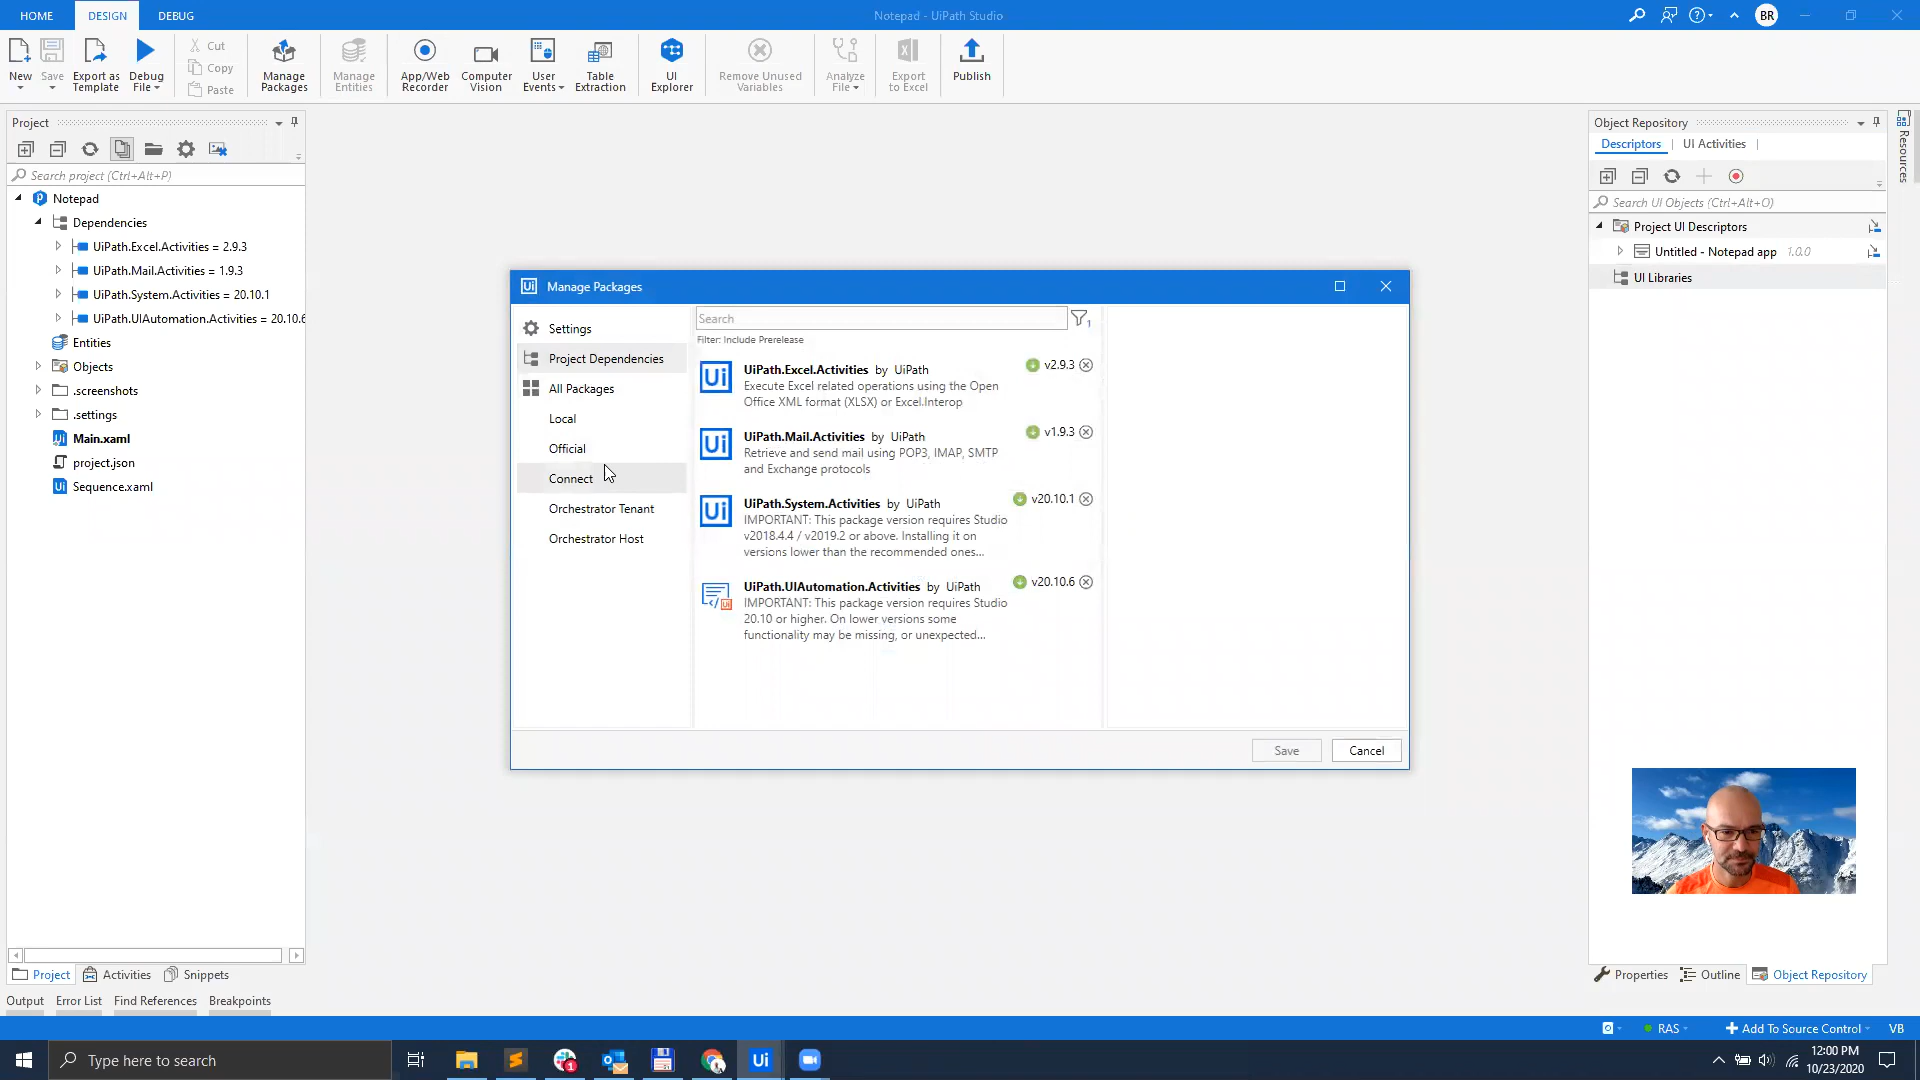 HOME
DESIGN
DEBUG
Notepad - UiPath Studio
BR
New
Save
Export as
Template
Debug
File
Cut
Copy
Paste
Manage
Packages
Manage
Entities
App/Web
Recorder
Computer
Vision
User
Events
Table
Extraction
UI
Explorer
Remove Unused
Variables
Analyze
File
Export
to Excel
Publish
Project
Search project (Ctrl+Alt+P)
Notepad
Dependencies
UiPath.Excel.Activities = 2.9.3
UiPath.Mail.Activities = 1.9.3
UiPath.System.Activities = 20.10.1
UiPath.UIAutomation.Activities = 20.10.6
Entities
Objects
.screenshots
.settings
Main.xaml
project.json
Sequence.xaml
Project
Activities
Snippets
Output
Error List
Find References
Breakpoints
Manage Packages
Settings
Project Dependencies
All Packages
Local
Official
Connect
Orchestrator Tenant
Orchestrator Host
Search
1
Filter: Include Prerelease
UiPath.Excel.Activities by UiPath
v2.9.3
Execute Excel related operations using the Open
Office XML format (XLSX) or Excel.Interop
UiPath.Mail.Activities by UiPath
v1.9.3
Retrieve and send mail using POP3, IMAP, SMTP
and Exchange protocols
UiPath.System.Activities by UiPath
v20.10.1
IMPORTANT: This package version requires Studio
v2018.4.4 / v2019.2 or above. Installing it on
versions lower than the recommended ones...
UiPath.UIAutomation.Activities by UiPath
v20.10.6
IMPORTANT: This package version requires Studio
20.10 or higher. On lower versions some
functionality may be missing, or unexpected...
Save
Cancel
Object Repository
Descriptors
UI Activities
Search UI Objects (Ctrl+Alt+O)
Project UI Descriptors
Untitled - Notepad app 1.0.0
UI Libraries
Resources
Properties
Outline
Object Repository
RAS
Add To Source Control
VB
Type here to search
12:00 PM
10/23/2020